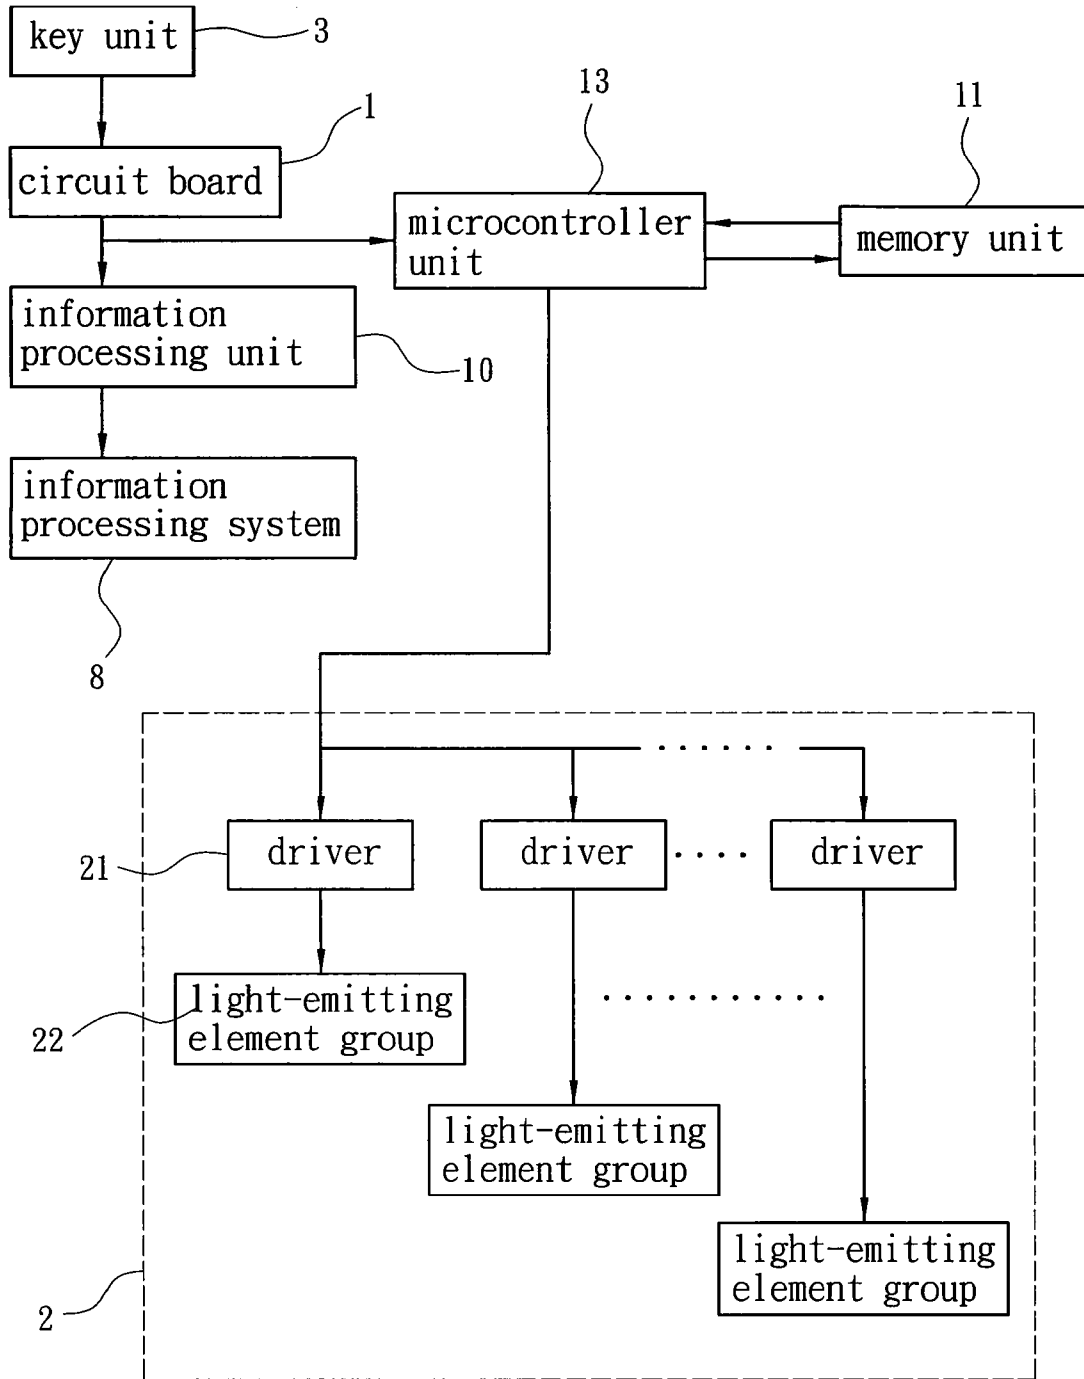 key unit
3
circuit board
1
microcontroller
unit
13
memory unit
11
information
processing unit
10
information
processing system
8
driver
21
driver
driver
light-emitting
element group
22
light-emitting
element group
light-emitting
element group
2